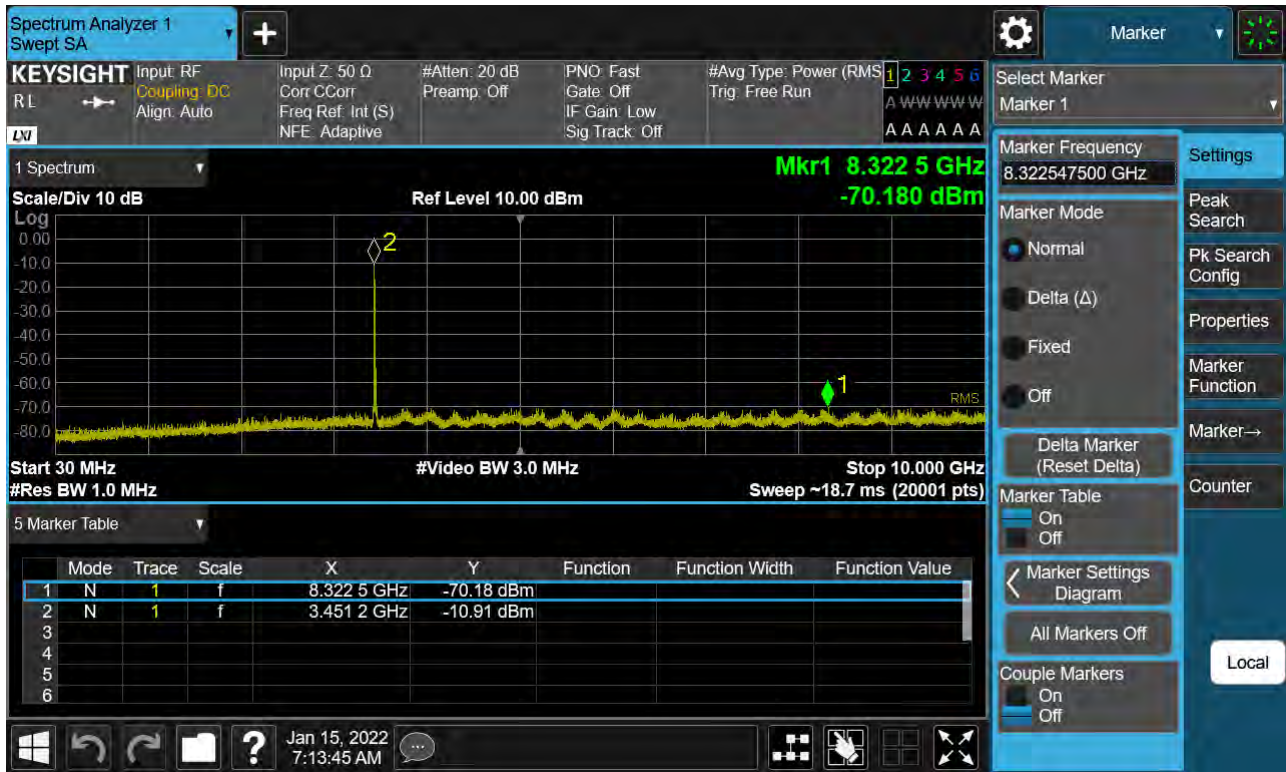 Spectrum Analyzer 1
Swept SA
+
Marker
KEYSIGHT
RL
LXI
Input: RF
Coupling: DC
Align: Auto
Input Z: 50 Ω
Corr CCorr
Freq Ref: Int (S)
NFE: Adaptive
#Atten: 20 dB
Preamp: Off
PNO: Fast
Gate: Off
IF Gain: Low
Sig Track: Off
#Avg Type: Power (RMS
Trig: Free Run
1 2 3 4 5 6
A W W W W W
A A A A A A
Select Marker
Marker 1
1 Spectrum
Mkr1 8.322 5 GHz
-70.180 dBm
Scale/Div 10 dB
Ref Level 10.00 dBm
Log
0.00
-10.0
-20.0
-30.0
-40.0
-50.0
-60.0
-70.0
-80.0
2
1
RMS
Start 30 MHz
#Video BW 3.0 MHz
Stop 10.000 GHz
#Res BW 1.0 MHz
Sweep ~18.7 ms (20001 pts)
5 Marker Table
Mode Trace Scale X Y Function Function Width Function Value
1 N 1 f 8.322 5 GHz -70.18 dBm
2 N 1 f 3.451 2 GHz -10.91 dBm
3
4
5
6
Marker Frequency
8.322547500 GHz
Marker Mode
Normal
Delta (Δ)
Fixed
Off
Delta Marker
(Reset Delta)
Marker Table
On
Off
Marker Settings
Diagram
All Markers Off
Couple Markers
On
Off
Settings
Peak
Search
Pk Search
Config
Properties
Marker
Function
Marker→
Counter
Local
?
Jan 15, 2022
7:13:45 AM